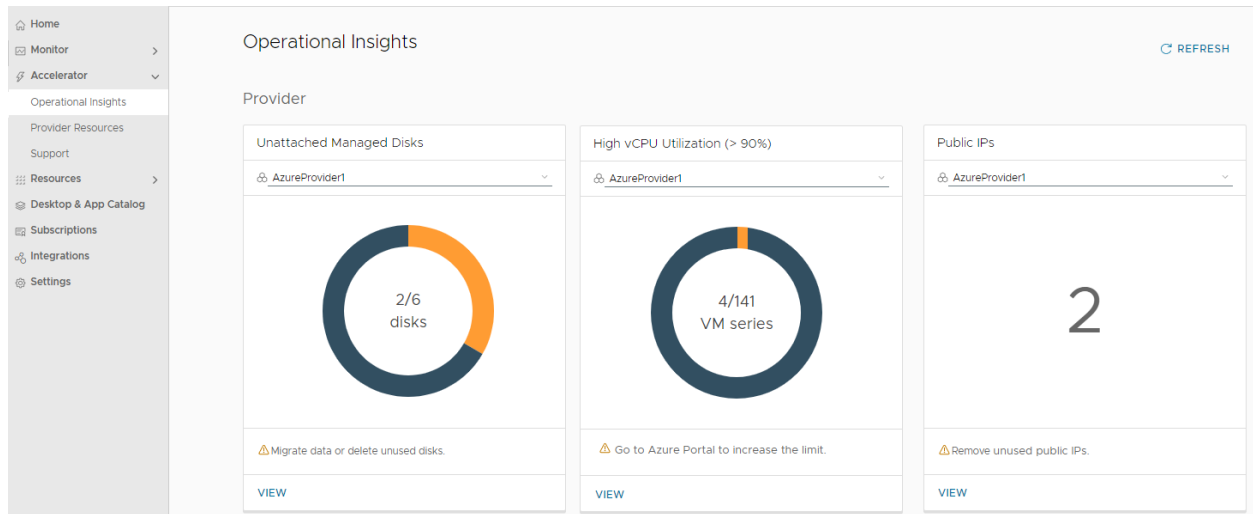 Home
Monitor
Accelerator
Operational Insights
Provider Resources
Support
Resources
Desktop & App Catalog
Subscriptions
Integrations
Settings
Operational Insights
REFRESH
Provider
Unattached Managed Disks
AzureProvider1
2/6
disks
Migrate data or delete unused disks.
VIEW
High vCPU Utilization (> 90%)
AzureProvider1
4/141
VM series
Go to Azure Portal to increase the limit.
VIEW
Public IPs
AzureProvider1
2
Remove unused public IPs.
VIEW